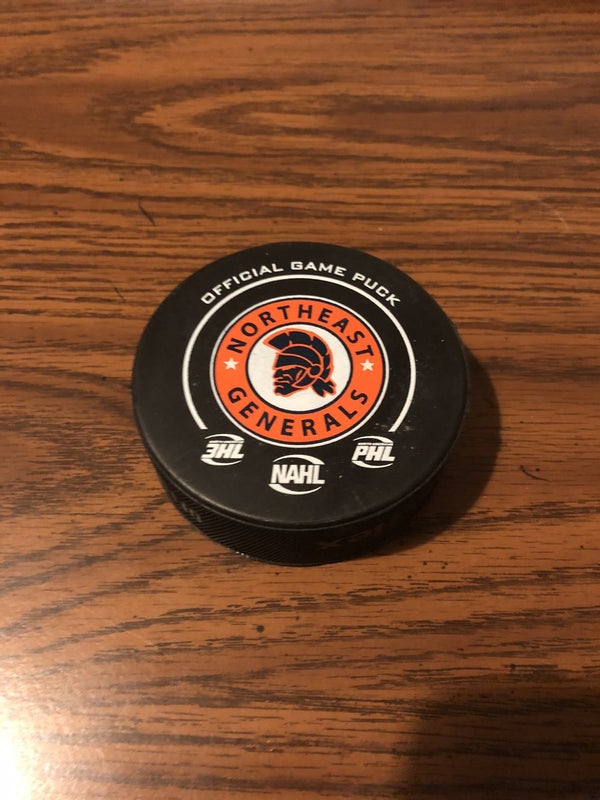 OFFICIAL GAME PUCK
NORTHEAST
GENERALS
3HL
NAHL
PHL